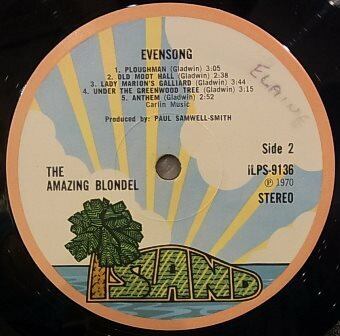 EVENSONG
1. PLOUGHMAN (Gladwin) 3:05
2. OLD MOOT HALL (Gladwin) 2:38
3. LADY MARION'S GALLIARD (Gladwin) 3:44
4. UNDER THE GREENWOOD TREE (Gladwin) 3:15
5. ANTHEM (Gladwin) 2:52
Carlin Music
Produced by: PAUL SAMWELL-SMITH
ELAINE
Side 2
THE
AMAZING BLONDEL
iLPS-9136
℗ 1970
STEREO
ISLAND